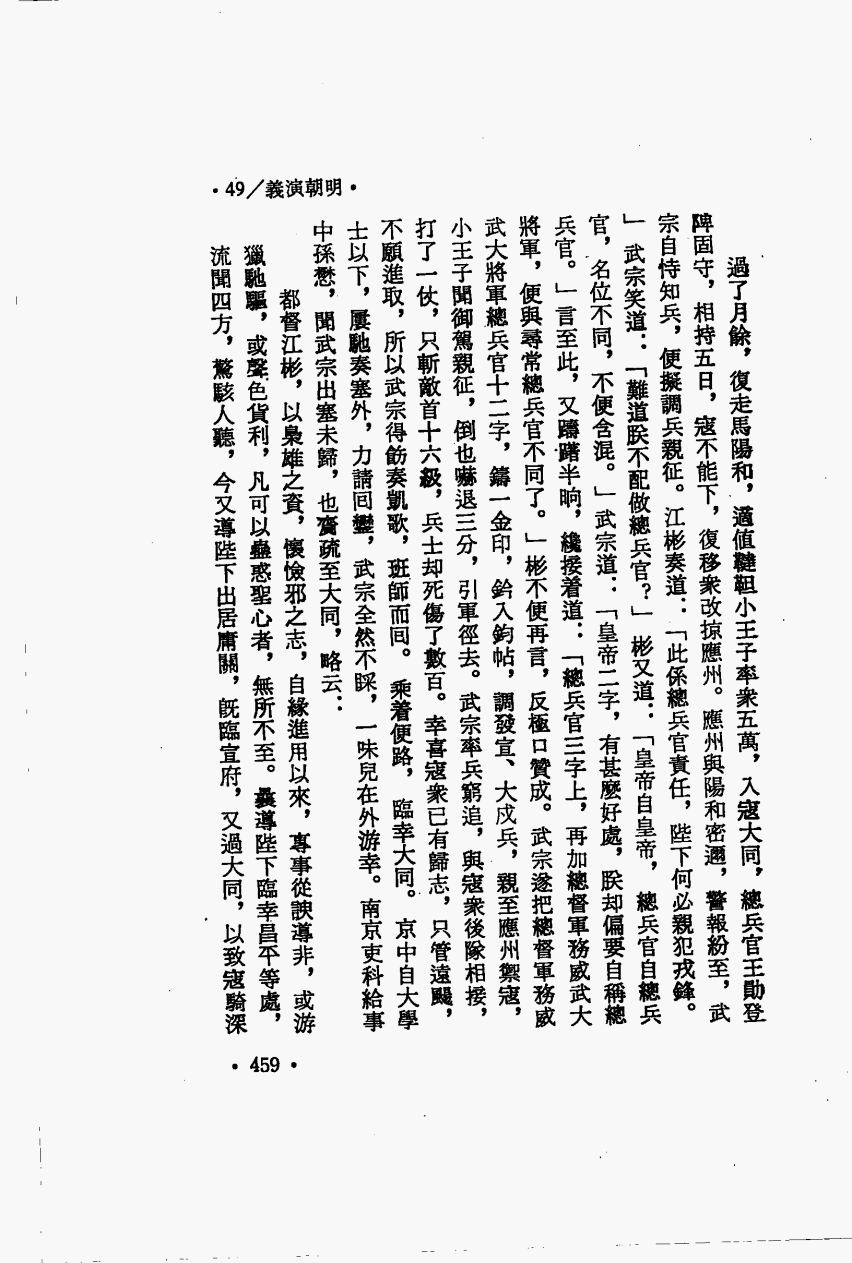 ·49/義演朝明·
過了月餘，復走馬陽和，適值韃靼小王子率衆五萬，入寇大同，總兵官王勛登
陴固守，相持五日，寇不能下，復移衆改掠應州。應州與陽和密邇，警報紛至，武
宗自恃知兵，便擬調兵親征。江彬奏道：「此係總兵官責任，陛下何必親犯戎鋒。
」武宗笑道：「難道朕不配做總兵官？」彬又道：「皇帝自皇帝，總兵官自總兵
官，名位不同，不便含混。」武宗道：「皇帝二字，有甚麼好處，朕却偏要自稱總
兵官。」言至此，又躊躇半晌，纔接着道：「總兵官三字上，再加總督軍務威武大
將軍，便與尋常總兵官不同了。」彬不便再言，反極口贊成。武宗遂把總督軍務威
武大將軍總兵官十二字，鑄一金印，鈐入鈞帖，調發宣、大戍兵，親至應州禦寇，
小王子聞御駕親征，倒也嚇退三分，引軍徑去。武宗率兵窮追，與寇衆後隊相接，
打了一仗，只斬敵首十六級，兵士却死傷了數百。幸喜寇衆已有歸志，只管遠颺，
不願進取，所以武宗得飭奏凱歌，班師而回。乘着便路，臨幸大同。京中自大學
士以下，屢馳奏塞外，力請回鑾，武宗全然不睬，一味兒在外游幸。南京吏科給事
中孫懋，聞武宗出塞未歸，也齎疏至大同，略云：
都督江彬，以梟雄之資，懷憸邪之志，自緣進用以來，專事從諛導非，或游
獵馳驅，或聲色貨利，凡可以蠱惑聖心者，無所不至。曩導陛下臨幸昌平等處，
流聞四方，驚駭人聽，今又導陛下出居庸關，既臨宣府，又過大同，以致寇騎深
·459·